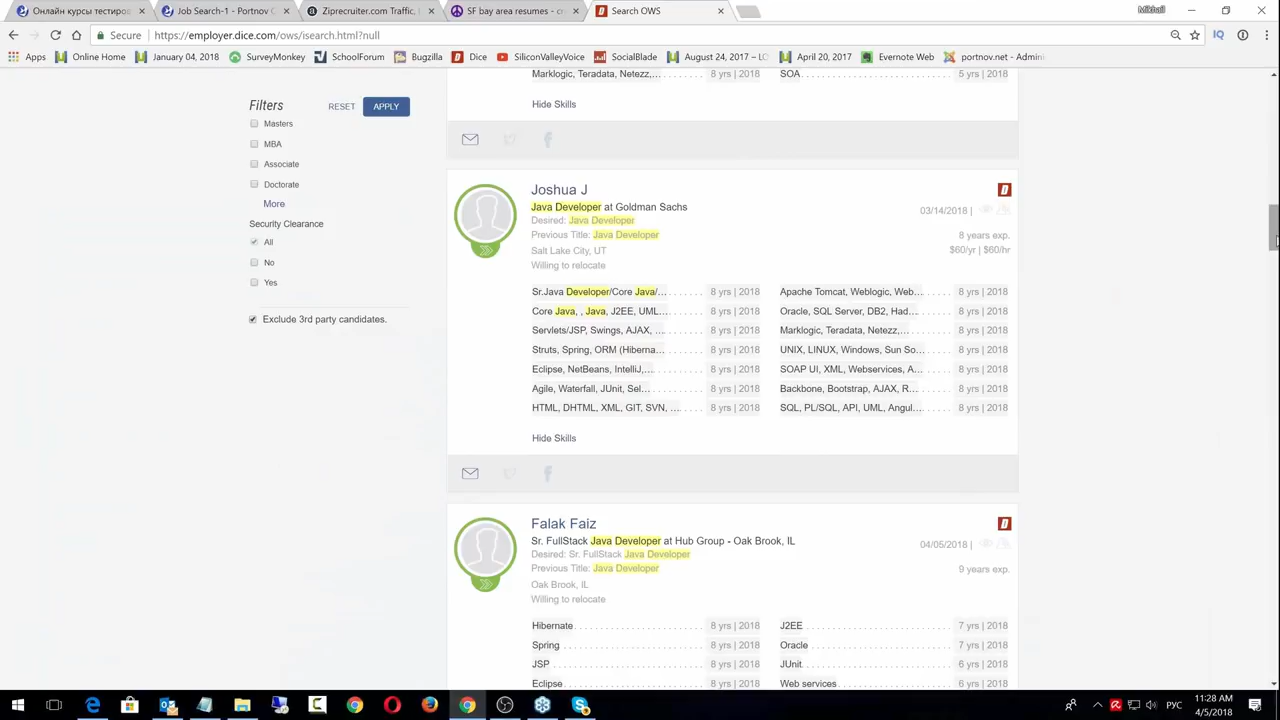 Онлайн курсы тестиров
Job Search-1 - Portnov C
Ziprecruiter.com Traffic,
SF bay area resumes - cr
Search OWS
Mikhail
Secure | https://employer.dice.com/ows/isearch.html?null
Apps Online Home January 04, 2018 SurveyMonkey SchoolForum Bugzilla Dice SiliconValleyVoice SocialBlade August 24, 2017 – LO April 20, 2017 Evernote Web portnov.net - Admini
Marklogic, Teradata, Netezz,... 8 yrs | 2018 SOA 5 yrs | 2018
Filters RESET APPLY
Hide Skills
Masters
MBA
Associate
Doctorate
More
Security Clearance
All
No
Yes
Exclude 3rd party candidates.
Joshua J
Java Developer at Goldman Sachs
03/14/2018 |
Desired: Java Developer
Previous Title: Java Developer
8 years exp.
Salt Lake City, UT
$60/yr | $60/hr
Willing to relocate
Sr.Java Developer/Core Java/... 8 yrs | 2018 Apache Tomcat, Weblogic, Web... 8 yrs | 2018
Core Java, , Java, J2EE, UML... 8 yrs | 2018 Oracle, SQL Server, DB2, Had... 8 yrs | 2018
Servlets/JSP, Swings, AJAX, ... 8 yrs | 2018 Marklogic, Teradata, Netezz,... 8 yrs | 2018
Struts, Spring, ORM (Hiberna... 8 yrs | 2018 UNIX, LINUX, Windows, Sun So... 8 yrs | 2018
Eclipse, NetBeans, IntelliJ,... 8 yrs | 2018 SOAP UI, XML, Webservices, A... 8 yrs | 2018
Agile, Waterfall, JUnit, Sel... 8 yrs | 2018 Backbone, Bootstrap, AJAX, R... 8 yrs | 2018
HTML, DHTML, XML, GIT, SVN, ... 8 yrs | 2018 SQL, PL/SQL, API, UML, Angul... 8 yrs | 2018
Hide Skills
Falak Faiz
Sr. FullStack Java Developer at Hub Group - Oak Brook, IL
04/05/2018 |
Desired: Sr. FullStack Java Developer
Previous Title: Java Developer
9 years exp.
Oak Brook, IL
Willing to relocate
Hibernate 8 yrs | 2018 J2EE 7 yrs | 2018
Spring 8 yrs | 2018 Oracle 7 yrs | 2018
JSP 8 yrs | 2018 JUnit 6 yrs | 2018
Eclipse 8 yrs | 2018 Web services 6 yrs | 2018
РУС
11:28 AM
4/5/2018